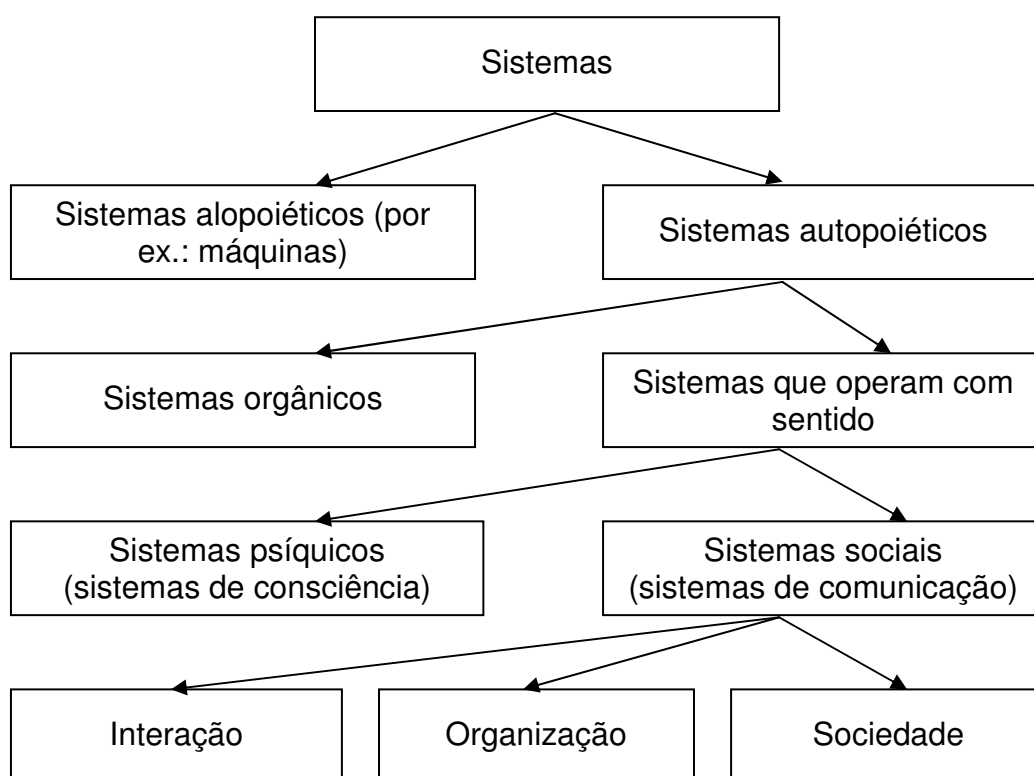 Sistemas
Sistemas alopoiéticos (por
ex.: máquinas)
Sistemas autopoiéticos
Sistemas orgânicos
Sistemas que operam com
sentido
Sistemas psíquicos
(sistemas de consciência)
Sistemas sociais
(sistemas de comunicação)
Interação
Organização
Sociedade